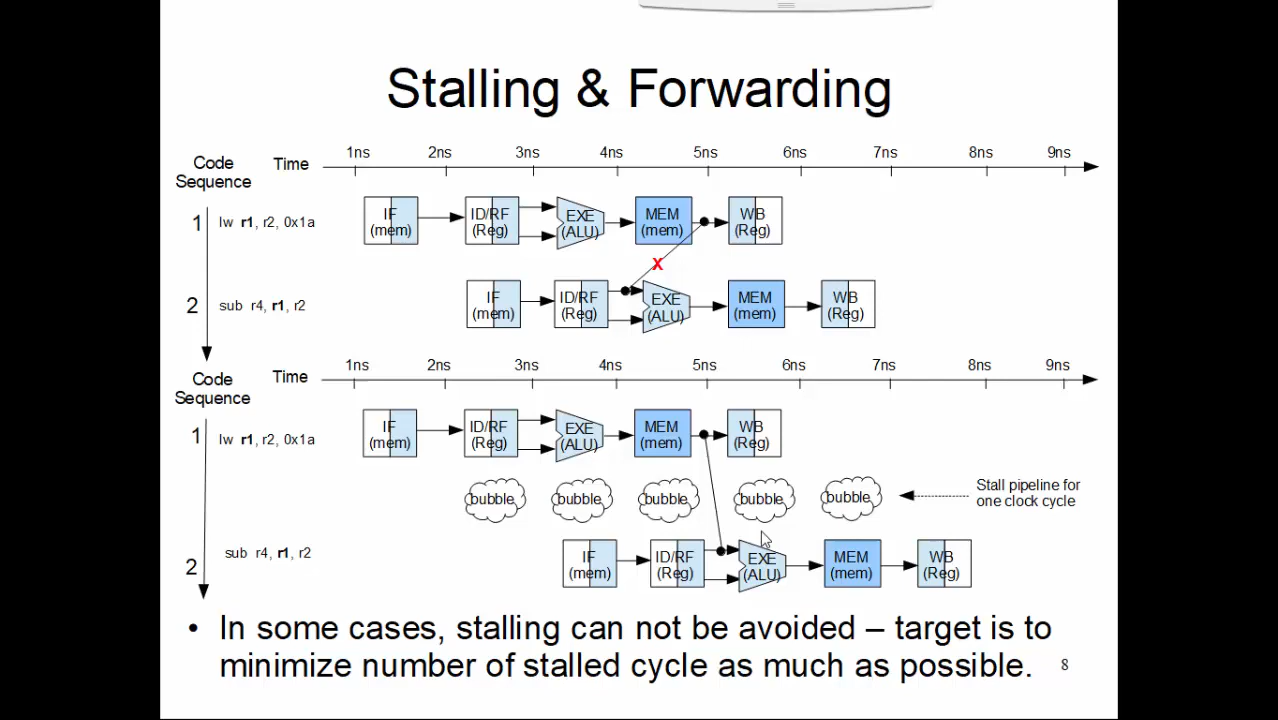 Stalling & Forwarding
1ns 2ns 3ns 4ns 5ns 6ns 7ns 8ns 9ns
Code Time
Sequence
1 lw r1, r2, 0x1a
IF ID/RF EXE MEM WB
(mem) (Reg) (ALU) (mem) (Reg)
X
2 sub r4, r1, r2
IF ID/RF EXE MEM WB
(mem) (Reg) (ALU) (mem) (Reg)
1ns 2ns 3ns 4ns 5ns 6ns 7ns 8ns 9ns
Code Time
Sequence
1 lw r1, r2, 0x1a
IF ID/RF EXE MEM WB
(mem) (Reg) (ALU) (mem) (Reg)
bubble bubble bubble bubble bubble
Stall pipeline for
one clock cycle
2 sub r4, r1, r2
IF ID/RF EXE MEM WB
(mem) (Reg) (ALU) (mem) (Reg)
• In some cases, stalling can not be avoided – target is to
minimize number of stalled cycle as much as possible.
8